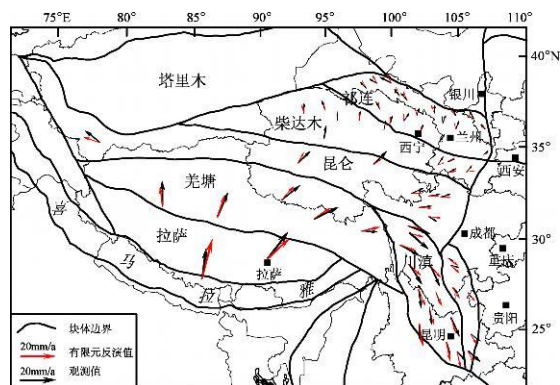 75°E 80° 85° 90° 95° 100° 105° 110°
40°N
塔里木
祁连
银川
柴达木
兰州
西宁
35°
昆仑
西安
羌塘
喜
马
拉
雅
拉萨
拉萨
成都
重庆
30°
川滇
贵阳
昆明
25°
块体边界
20mm/a
有限元反演值
20mm/a
观测值